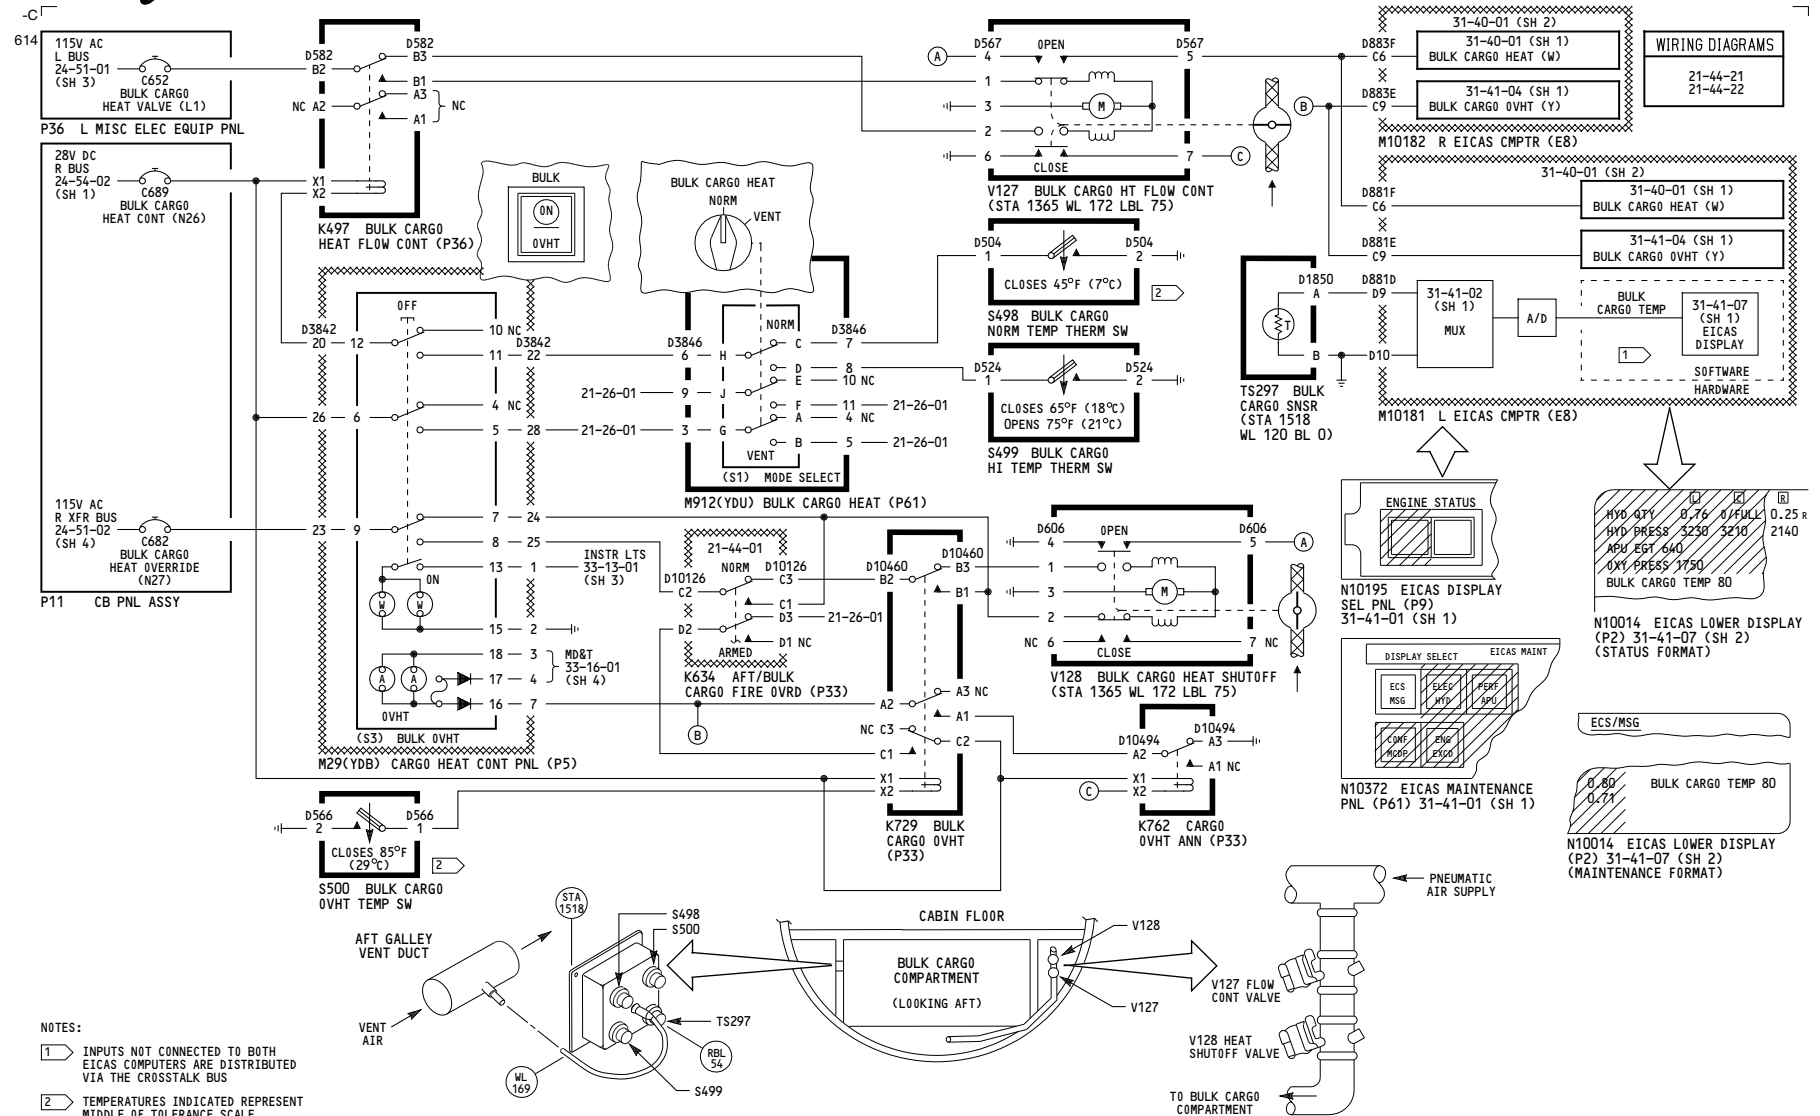 -C
614
115V AC
L BUS
24-51-01
(SH 3)
C652
BULK CARGO
HEAT VALVE (L1)
P36 L MISC ELEC EQUIP PNL
28V DC
R BUS
24-54-02
(SH 1)
C689
BULK CARGO
HEAT CONT (N26)
115V AC
R XFR BUS
24-51-02
(SH 4)
C682
BULK CARGO
HEAT OVERRIDE
(N27)
P11 CB PNL ASSY
D582
B2
NC A2
X1
X2
D582
B3
B1
A3
NC
A1
K497 BULK CARGO
HEAT FLOW CONT (P36)
BULK
ON
OVHT
BULK CARGO HEAT
NORM
VENT
D3842
20
12
26
6
23
9
OFF
10 NC
D3842
11
22
4 NC
5
28
7
24
8
25
13
1
ON
W
W
15
2
18
3
17
4
16
7
A
A
OVHT
(S3) BULK OVHT
M29(YDB) CARGO HEAT CONT PNL (P5)
INSTR LTS
33-13-01
(SH 3)
MD&T
33-16-01
(SH 4)
B
D3846
6
H
21-26-01
9
J
21-26-01
3
G
NORM
D3846
C
7
D
8
E
10 NC
F
11
21-26-01
A
4 NC
B
5
21-26-01
VENT
(S1) MODE SELECT
M912(YDU) BULK CARGO HEAT (P61)
21-44-01
NORM
D10126
C2
D2
D10126
C3
C1
D3
21-26-01
D1 NC
ARMED
K634 AFT/BULK
CARGO FIRE OVRD (P33)
D10460
B2
D10460
B3
B1
A2
A3 NC
A1
NC C3
C2
C1
X1
X2
K729 BULK
CARGO OVHT
(P33)
D566
2
D566
1
CLOSES 85°F
(29°C)
2
S500 BULK CARGO
OVHT TEMP SW
A
D567
4
OPEN
D567
5
1
3
M
2
6
7
C
CLOSE
V127 BULK CARGO HT FLOW CONT
(STA 1365 WL 172 LBL 75)
D504
1
D504
2
CLOSES 45°F (7°C)
2
S498 BULK CARGO
NORM TEMP THERM SW
D524
1
D524
2
CLOSES 65°F (18°C)
OPENS 75°F (21°C)
S499 BULK CARGO
HI TEMP THERM SW
D606
4
OPEN
D606
5
A
1
3
M
2
NC 6
7 NC
CLOSE
V128 BULK CARGO HEAT SHUTOFF
(STA 1365 WL 172 LBL 75)
D10494
A2
D10494
A3
A1 NC
X1
X2
C
K762 CARGO
OVHT ANN (P33)
B
D883F
C6
D883E
C9
31-40-01 (SH 2)
31-40-01 (SH 1)
BULK CARGO HEAT (W)
31-41-04 (SH 1)
BULK CARGO OVHT (Y)
M10182 R EICAS CMPTR (E8)
WIRING DIAGRAMS
21-44-21
21-44-22
31-40-01 (SH 2)
D881F
C6
31-40-01 (SH 1)
BULK CARGO HEAT (W)
D881E
C9
31-41-04 (SH 1)
BULK CARGO OVHT (Y)
D1850
A
D881D
D9
T
B
D10
31-41-02
(SH 1)
MUX
A/D
BULK
CARGO TEMP
31-41-07
(SH 1)
EICAS
DISPLAY
1
SOFTWARE
HARDWARE
TS297 BULK
CARGO SNSR
(STA 1518
WL 120 BL 0)
M10181 L EICAS CMPTR (E8)
ENGINE STATUS
N10195 EICAS DISPLAY
SEL PNL (P9)
31-41-01 (SH 1)
L C R
HYD QTY 0.76 0/FULL 0.25 R
HYD PRESS 3230 3210 2140
APU EGT 640
OXY PRESS 1750
BULK CARGO TEMP 80
N10014 EICAS LOWER DISPLAY
(P2) 31-41-07 (SH 2)
(STATUS FORMAT)
DISPLAY SELECT
EICAS MAINT
ECS
MSG
ELEC
HYD
PERF
APU
CONF
MCDP
ENG
EXCD
N10372 EICAS MAINTENANCE
PNL (P61) 31-41-01 (SH 1)
ECS/MSG
0.80
0.71
BULK CARGO TEMP 80
N10014 EICAS LOWER DISPLAY
(P2) 31-41-07 (SH 2)
(MAINTENANCE FORMAT)
AFT GALLEY
VENT DUCT
VENT
AIR
STA
1518
S498
S500
TS297
RBL
54
S499
WL
169
CABIN FLOOR
BULK CARGO
COMPARTMENT
(LOOKING AFT)
V128
V127
PNEUMATIC
AIR SUPPLY
V127 FLOW
CONT VALVE
V128 HEAT
SHUTOFF VALVE
TO BULK CARGO
COMPARTMENT
NOTES:
1 INPUTS NOT CONNECTED TO BOTH
EICAS COMPUTERS ARE DISTRIBUTED
VIA THE CROSSTALK BUS
2 TEMPERATURES INDICATED REPRESENT
MIDDLE OF TOLERANCE SCALE